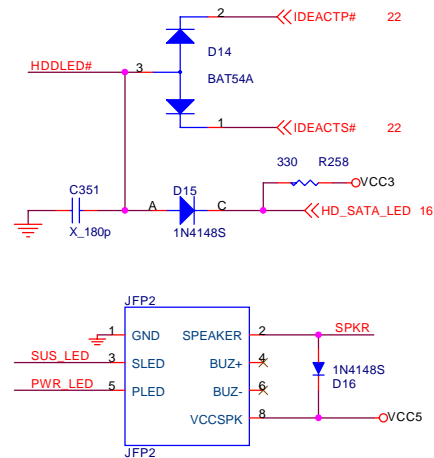 2 IDEACTP# 22
D14
HDDLED# 3
BAT54A
1 IDEACTS# 22
330 R258
VCC3
C351 D15
A C HD_SATA_LED 16
X_180p 1N4148S
JFP2
1 GND SPEAKER 2 SPKR
SUS_LED 3 SLED BUZ+ 4 1N4148S
D16
PWR_LED 5 PLED BUZ- 6
VCCSPK 8 VCC5
JFP2